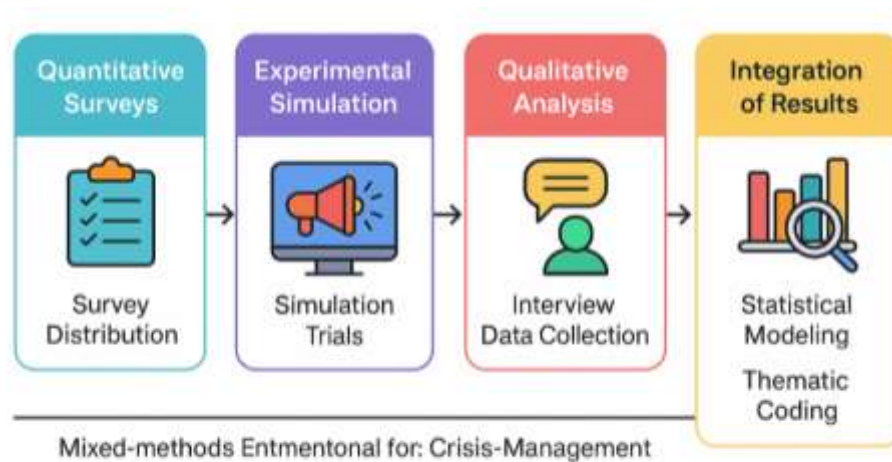 Quantitative
Surveys
Survey
Distribution
Experimental
Simulation
Simulation
Trials
Qualitative
Analysis
Interview
Data Collection
Integration
of Results
Statistical
Modeling
Thematic
Coding
Mixed-methods Entmentonal for: Crisis-Management